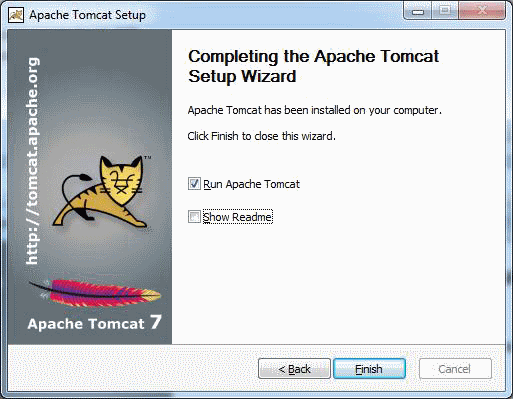 Apache Tomcat Setup
http://tomcat.apache.org
TM
Apache Tomcat 7
Completing the Apache Tomcat
Setup Wizard
Apache Tomcat has been installed on your computer.
Click Finish to close this wizard.
Run Apache Tomcat
Show Readme
< Back
Finish
Cancel